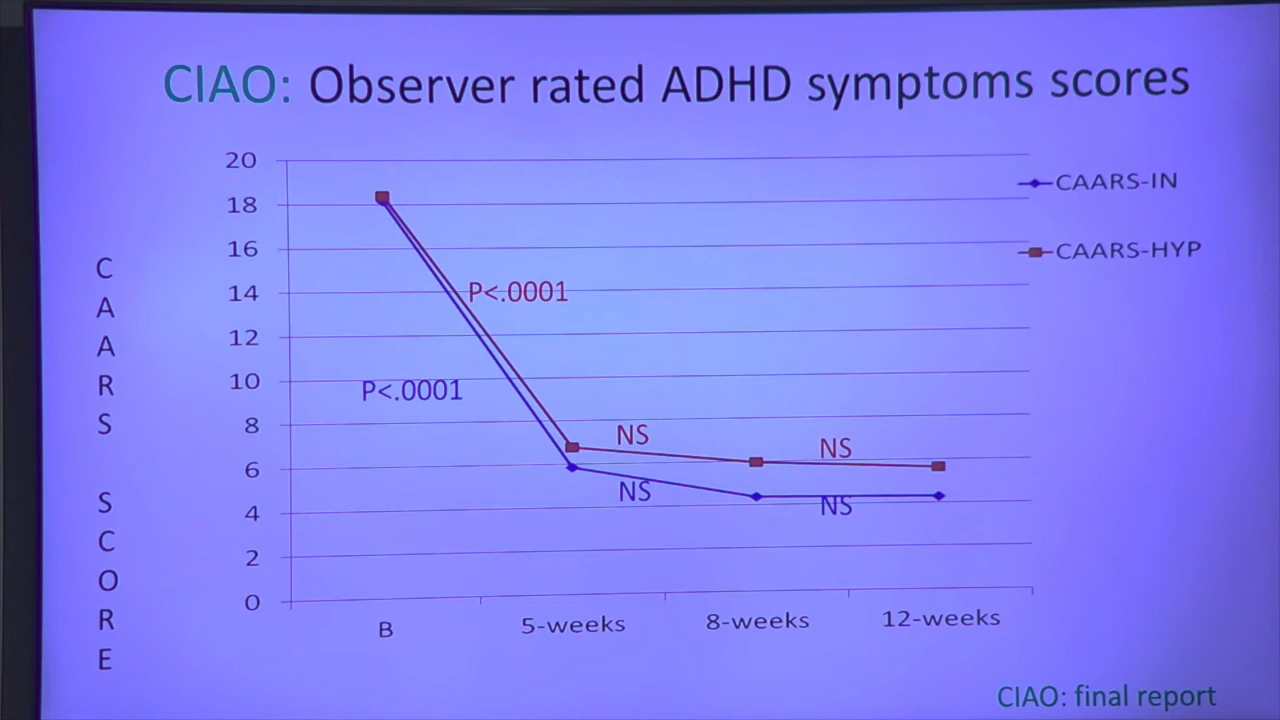 CIAO: Observer rated ADHD symptoms scores
20
18
16
14
12
10
8
6
4
2
0
C
A
A
R
S
S
C
O
R
E
CAARS-IN
CAARS-HYP
P<.0001
P<.0001
NS
NS
NS
NS
B
5-weeks
8-weeks
12-weeks
CIAO: final report